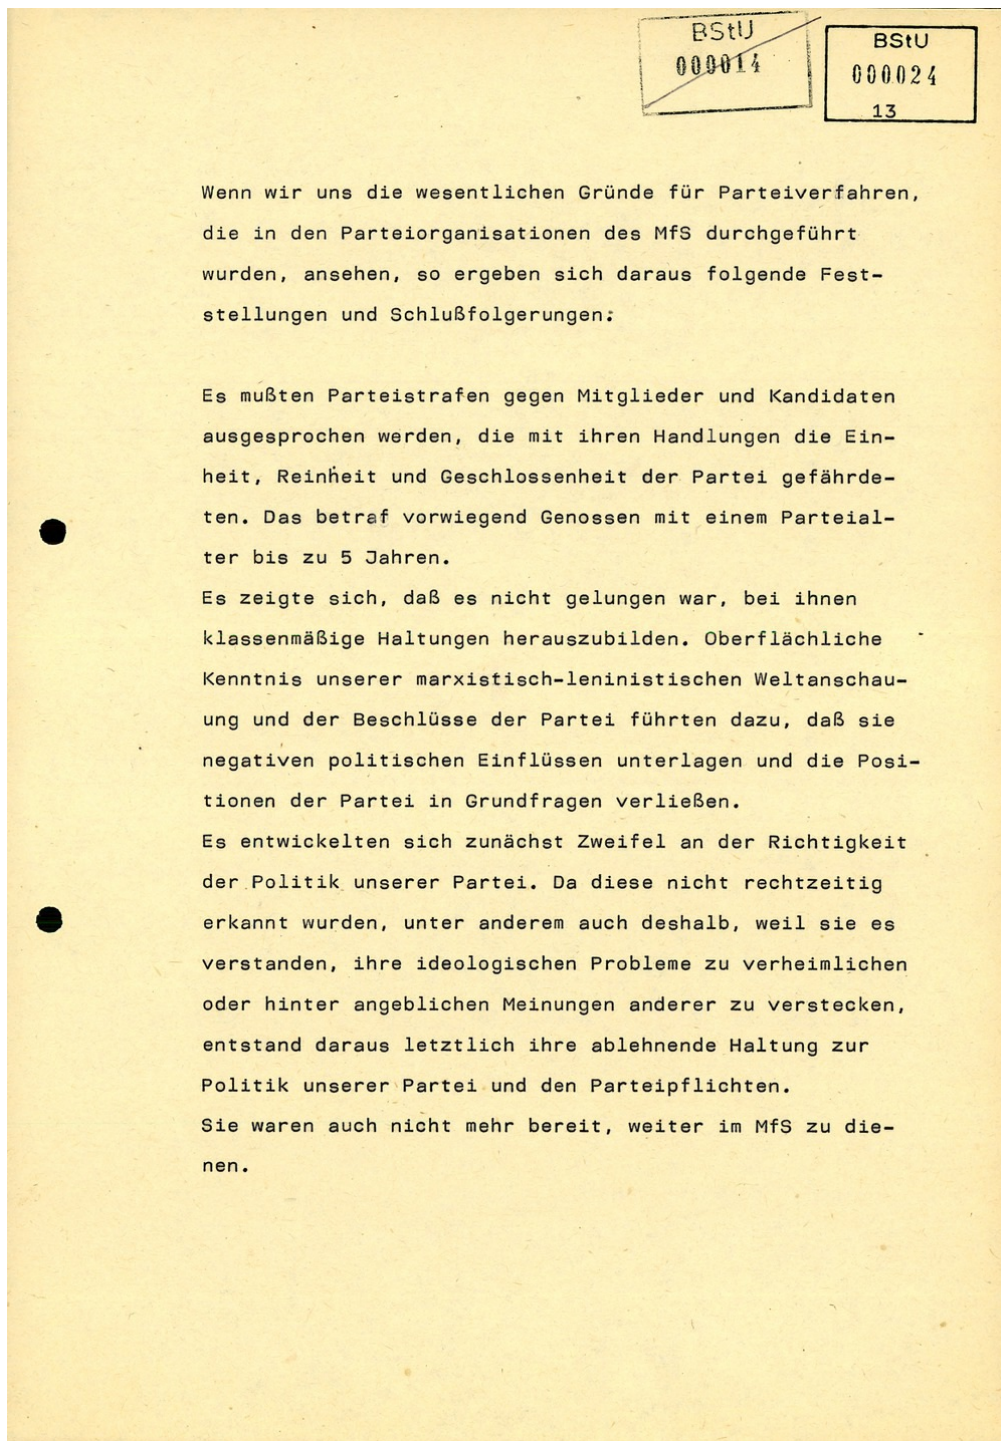 BStU
000014
BStU
000024
13
Wenn wir uns die wesentlichen Gründe für Parteiverfahren,
die in den Parteiorganisationen des MfS durchgeführt
wurden, ansehen, so ergeben sich daraus folgende Fest-
stellungen und Schlußfolgerungen:
Es mußten Parteistrafen gegen Mitglieder und Kandidaten
ausgesprochen werden, die mit ihren Handlungen die Ein-
heit, Reinheit und Geschlossenheit der Partei gefährde-
ten. Das betraf vorwiegend Genossen mit einem Parteial-
ter bis zu 5 Jahren.
Es zeigte sich, daß es nicht gelungen war, bei ihnen
klassenmäßige Haltungen herauszubilden. Oberflächliche
Kenntnis unserer marxistisch-leninistischen Weltanschau-
ung und der Beschlüsse der Partei führten dazu, daß sie
negativen politischen Einflüssen unterlagen und die Posi-
tionen der Partei in Grundfragen verließen.
Es entwickelten sich zunächst Zweifel an der Richtigkeit
der Politik unserer Partei. Da diese nicht rechtzeitig
erkannt wurden, unter anderem auch deshalb, weil sie es
verstanden, ihre ideologischen Probleme zu verheimlichen
oder hinter angeblichen Meinungen anderer zu verstecken,
entstand daraus letztlich ihre ablehnende Haltung zur
Politik unserer Partei und den Parteipflichten.
Sie waren auch nicht mehr bereit, weiter im MfS zu die-
nen.